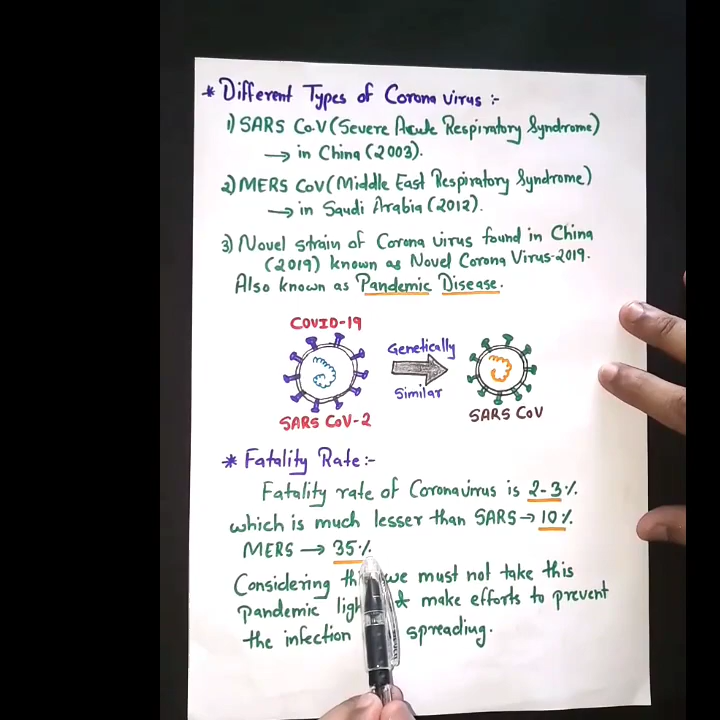 * Different Types of Corona virus :-
1) SARS CoV (Severe Acute Respiratory Syndrome)
→ in China (2003).
2) MERS CoV (Middle East Respiratory Syndrome)
→ in Saudi Arabia (2012).
3) Novel strain of Corona virus found in China
(2019) known as Novel Corona Virus-2019.
Also known as Pandemic Disease.
COVID-19
SARS CoV-2
Genetically
Similar
SARS CoV
* Fatality Rate:-
Fatality rate of Coronavirus is 2-3%
which is much lesser than SARS → 10%
MERS → 35%
Considering we must not take this
pandemic make efforts to prevent
the infection spreading.